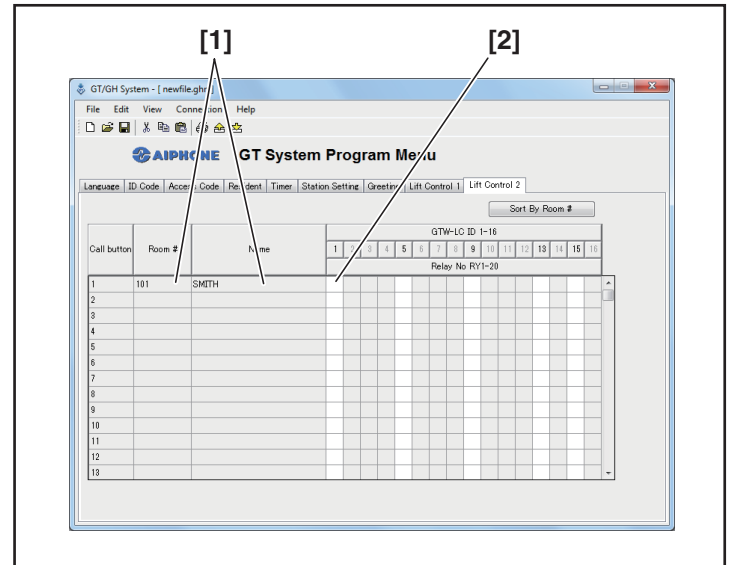 [1] [2]
GT/GH System - [ newfile.ghr ]
File Edit View Connection Help
AIPHONE GT System Program Menu
Language ID Code Access Code Resident Timer Station Setting Greeting Lift Control 1 Lift Control 2
Sort By Room #
GTW-LC ID 1-16
Call button Room # Name 1 2 3 4 5 6 7 8 9 10 11 12 13 14 15 16
Relay No RY1-20
1 101 SMITH
2
3
4
5
6
7
8
9
10
11
12
13